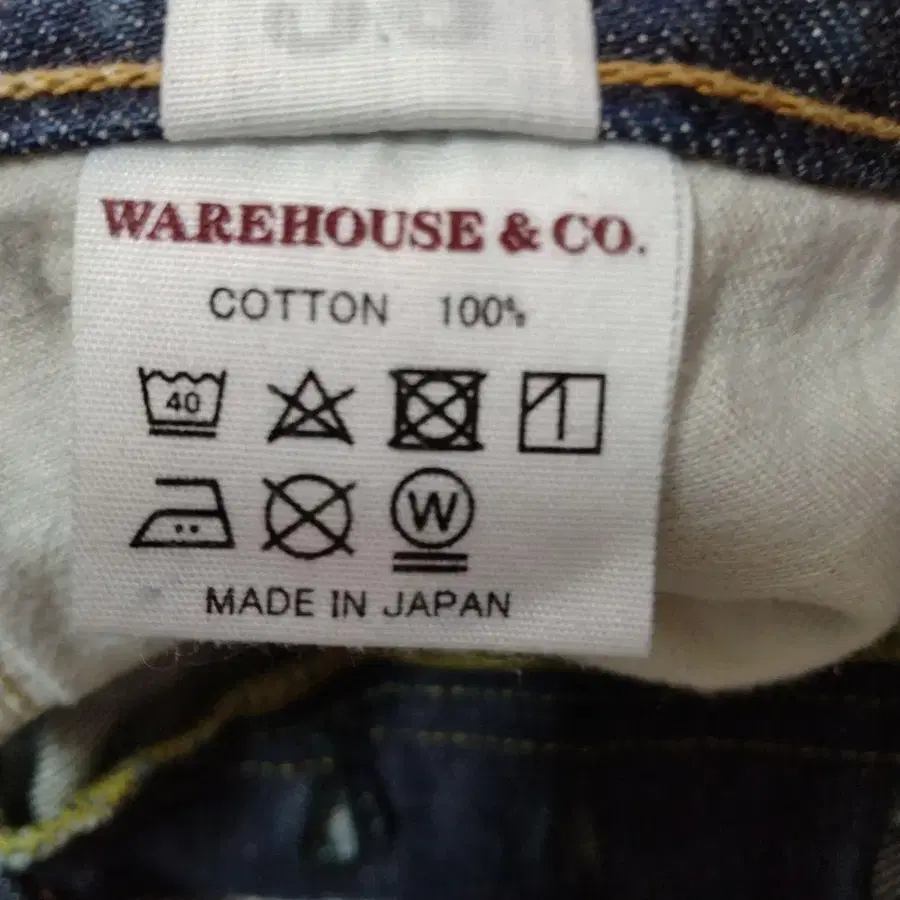 WAREHOUSE & CO.
COTTON 100%
40
W
MADE IN JAPAN